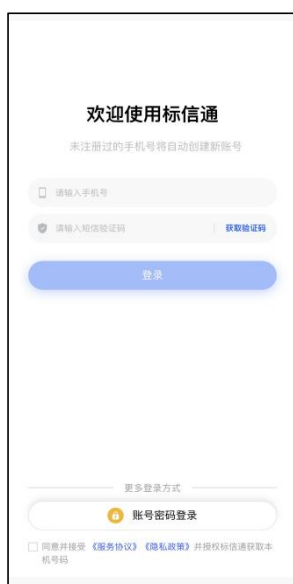 欢迎使用标信通
未注册过的手机号将自动创建新账号
请输入手机号
请输入短信验证码 获取验证码
登录
更多登录方式
账号密码登录
同意并接受《服务协议》《隐私政策》并授权标信通获取本
机号码